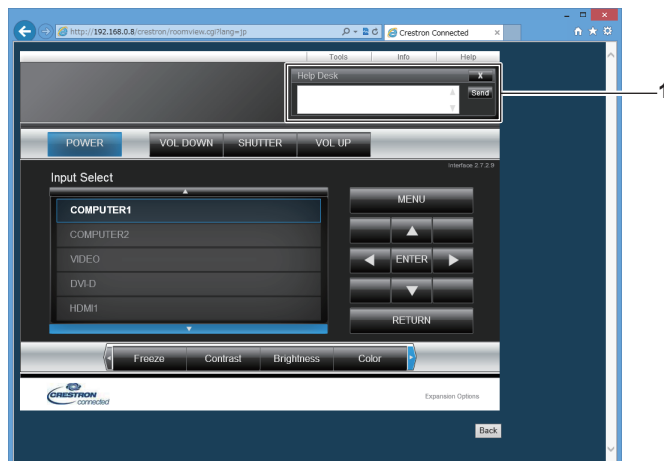 http://192.168.0.8/crestron/roomview.cgi?lang=jp
Crestron Connected
Tools Info Help
Help Desk X
Send
1
POWER VOL DOWN SHUTTER VOL UP
Interface 2.7.2.9
Input Select
COMPUTER1
COMPUTER2
VIDEO
DVI-D
HDMI1
MENU
ENTER
RETURN
Freeze Contrast Brightness Color
CRESTRON
connected
Expansion Options
Back